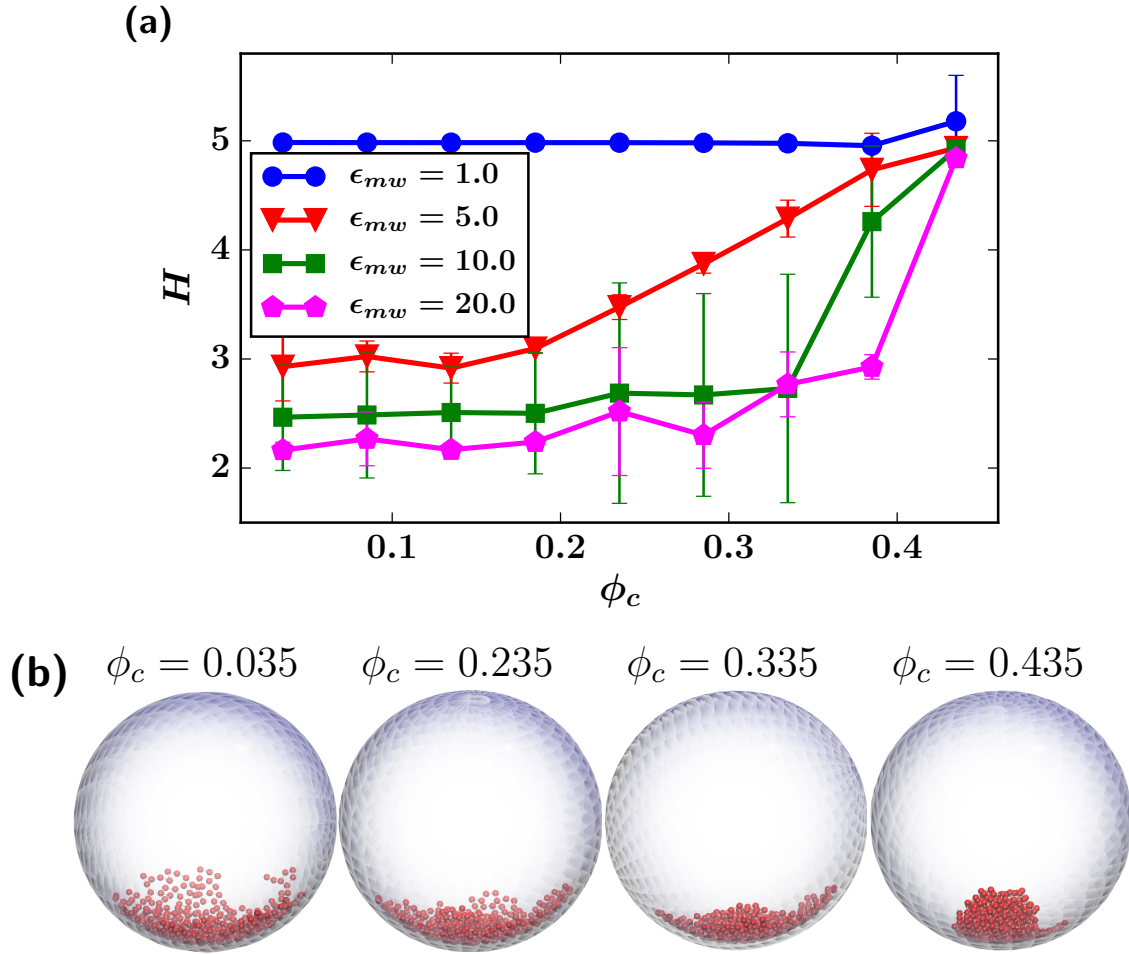 (a)
5
4
3
2
H
ϵ_mw = 1.0
ϵ_mw = 5.0
ϵ_mw = 10.0
ϵ_mw = 20.0
0.1 0.2 0.3 0.4
ϕ_c
(b)
ϕ_c = 0.035 ϕ_c = 0.235 ϕ_c = 0.335 ϕ_c = 0.435